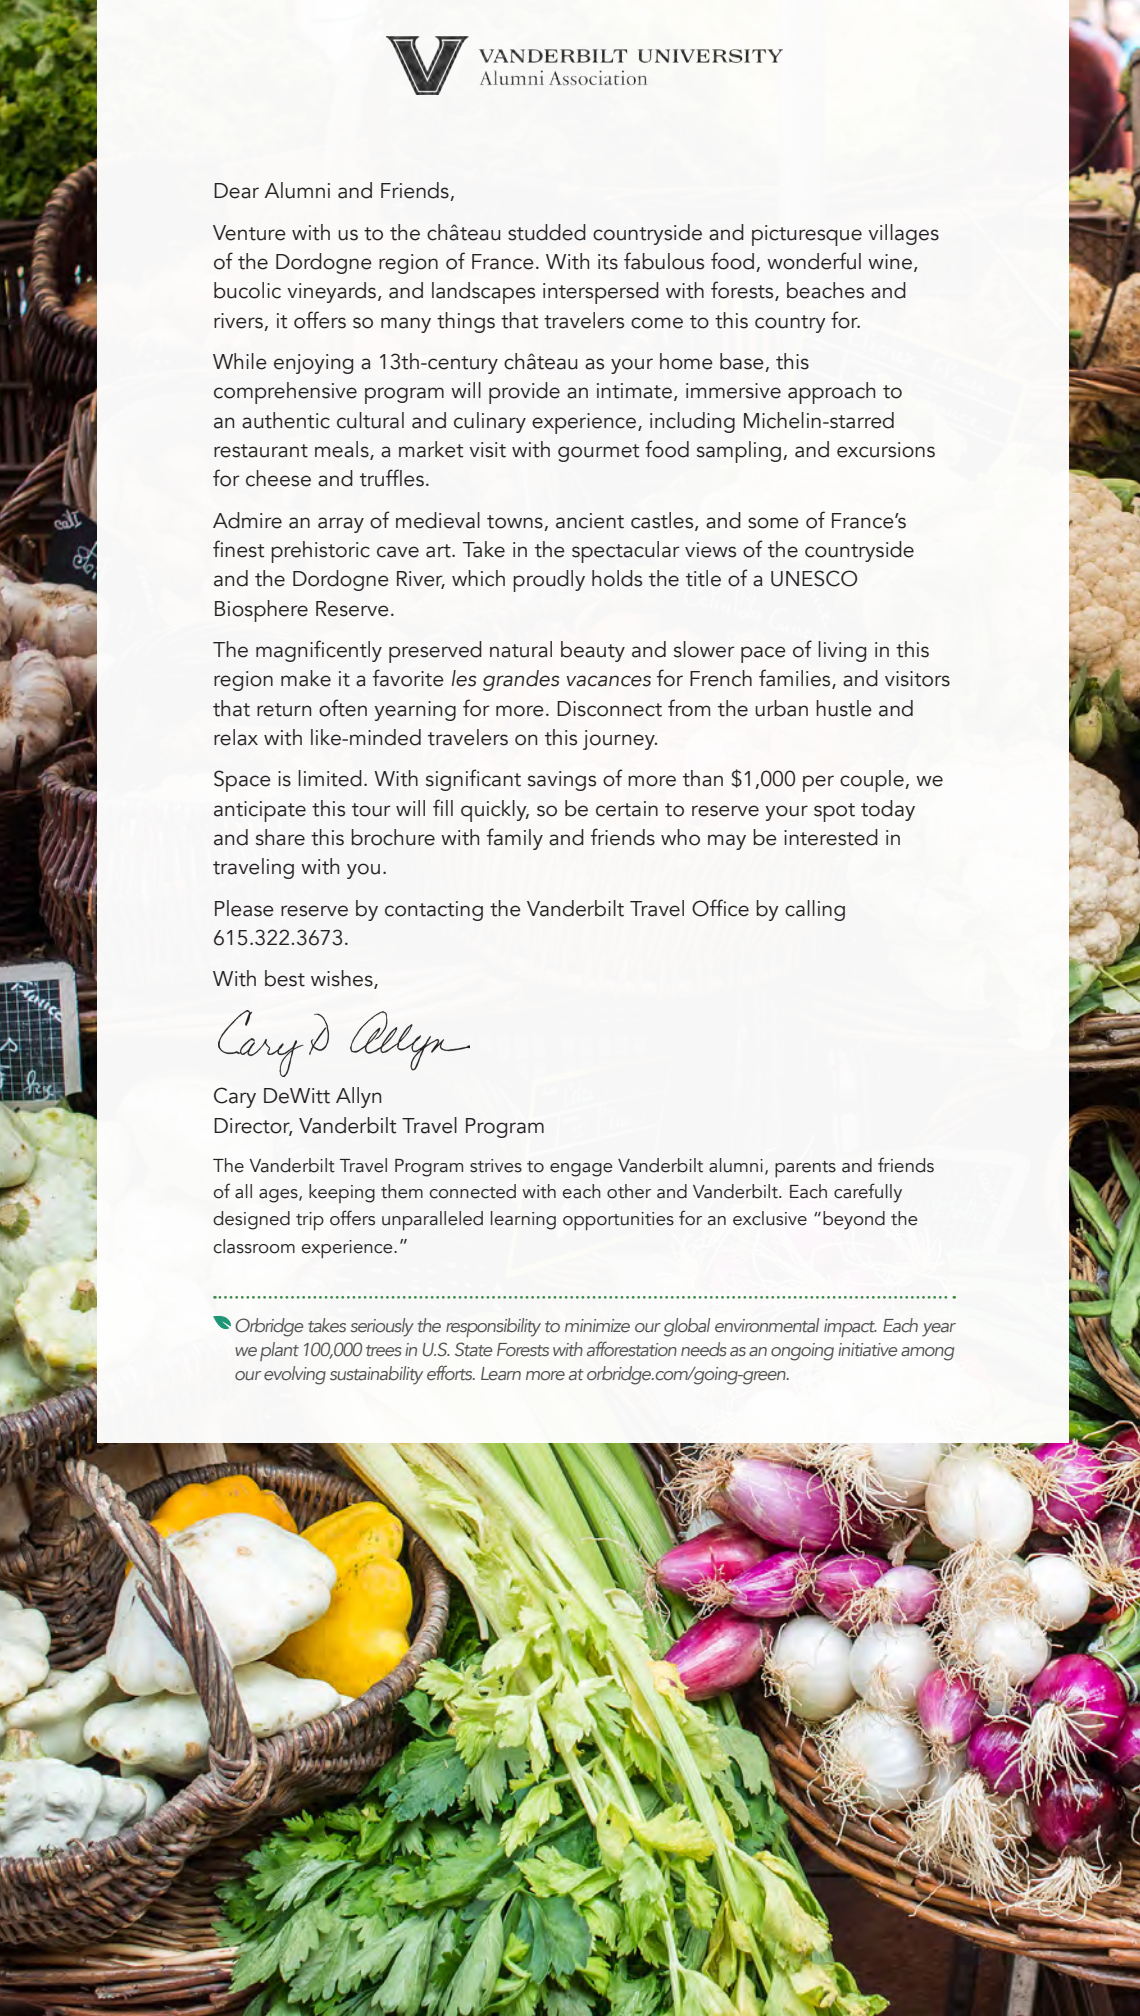 VANDERBILT UNIVERSITY
Alumni Association
Dear Alumni and Friends,
Venture with us to the château studded countryside and picturesque villages
of the Dordogne region of France. With its fabulous food, wonderful wine,
bucolic vineyards, and landscapes interspersed with forests, beaches and
rivers, it offers so many things that travelers come to this country for.
While enjoying a 13th-century château as your home base, this
comprehensive program will provide an intimate, immersive approach to
an authentic cultural and culinary experience, including Michelin-starred
restaurant meals, a market visit with gourmet food sampling, and excursions
for cheese and truffles.
Admire an array of medieval towns, ancient castles, and some of France’s
finest prehistoric cave art. Take in the spectacular views of the countryside
and the Dordogne River, which proudly holds the title of a UNESCO
Biosphere Reserve.
The magnificently preserved natural beauty and slower pace of living in this
region make it a favorite les grandes vacances for French families, and visitors
that return often yearning for more. Disconnect from the urban hustle and
relax with like-minded travelers on this journey.
Space is limited. With significant savings of more than $1,000 per couple, we
anticipate this tour will fill quickly, so be certain to reserve your spot today
and share this brochure with family and friends who may be interested in
traveling with you.
Please reserve by contacting the Vanderbilt Travel Office by calling
615.322.3673.
With best wishes,
Cary D Allyn
Cary DeWitt Allyn
Director, Vanderbilt Travel Program
The Vanderbilt Travel Program strives to engage Vanderbilt alumni, parents and friends
of all ages, keeping them connected with each other and Vanderbilt. Each carefully
designed trip offers unparalleled learning opportunities for an exclusive “beyond the
classroom experience.”
Orbridge takes seriously the responsibility to minimize our global environmental impact. Each year
we plant 100,000 trees in U.S. State Forests with afforestation needs as an ongoing initiative among
our evolving sustainability efforts. Learn more at orbridge.com/going-green.